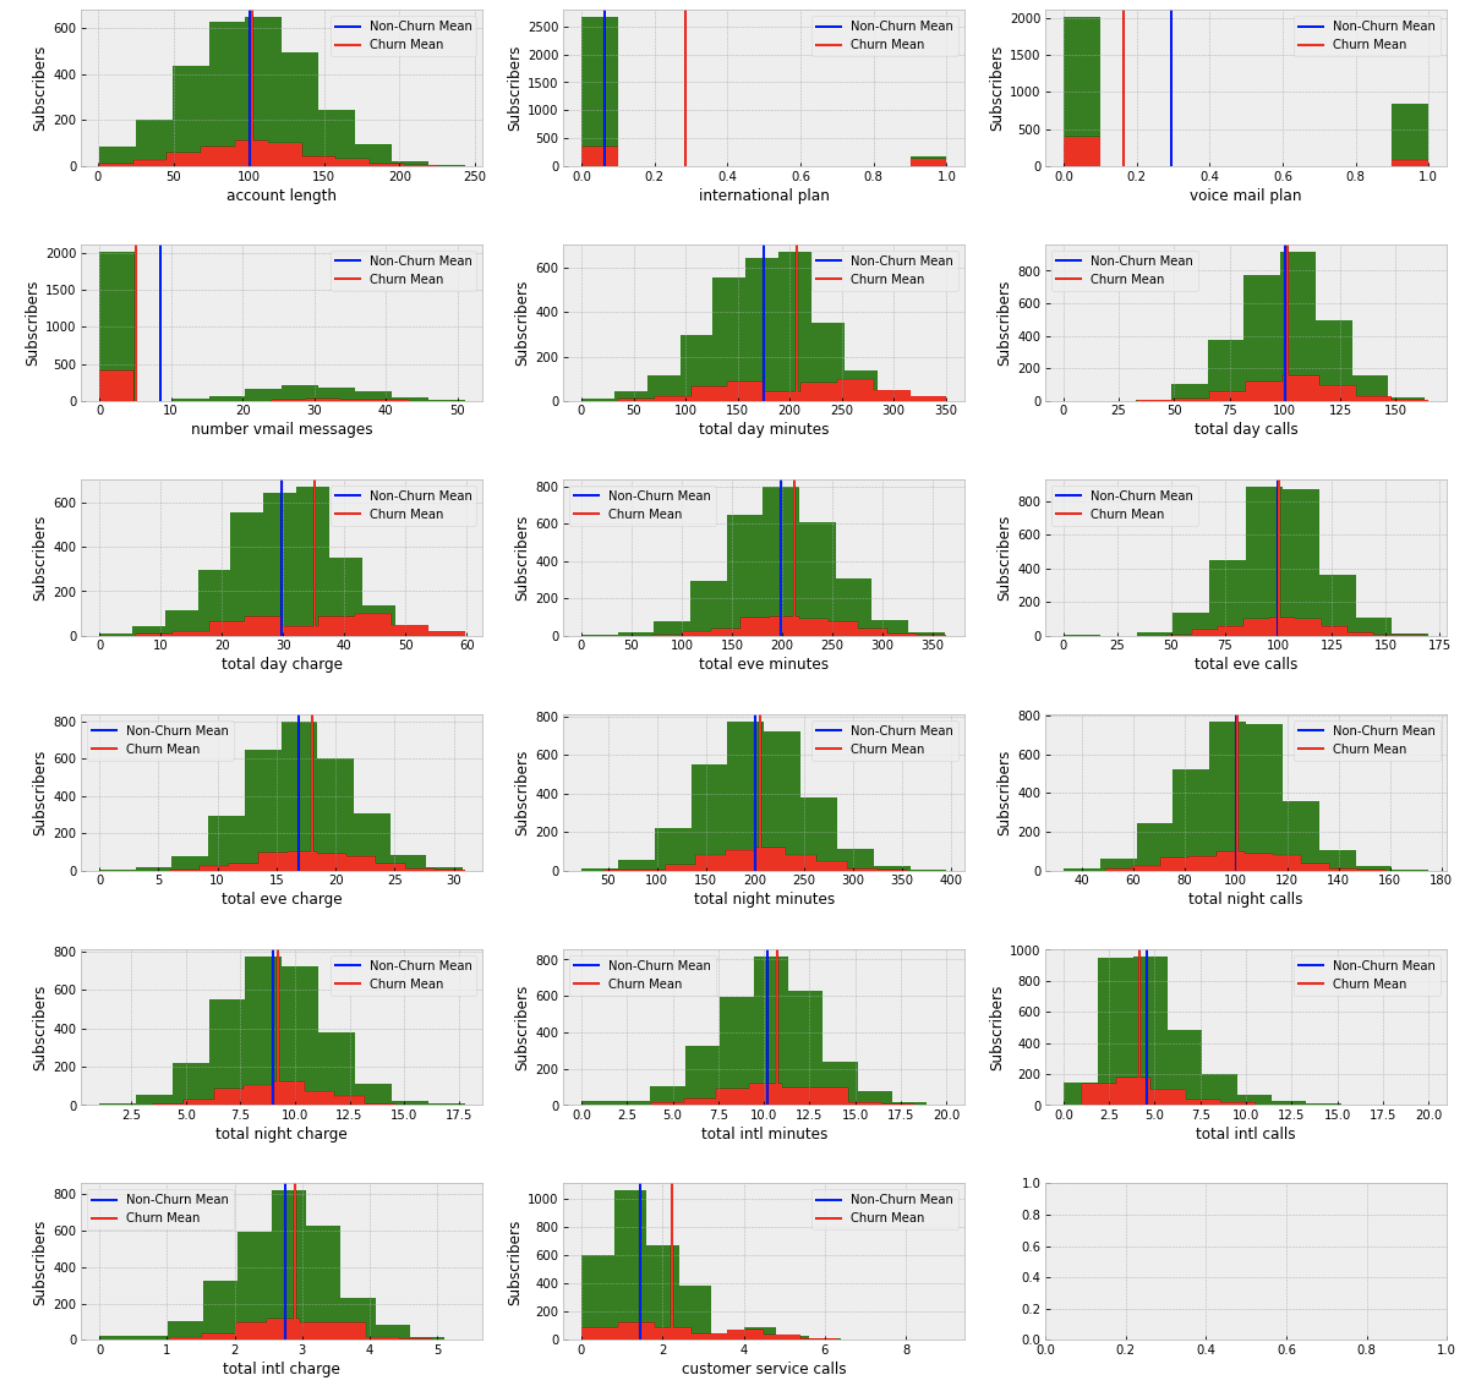 Subscribers
600
400
200
0
Non-Churn Mean
Churn Mean
0 50 100 150 200 250
account length
Subscribers
2500
2000
1500
1000
500
0
Non-Churn Mean
Churn Mean
0.0 0.2 0.4 0.6 0.8 1.0
international plan
Subscribers
2000
1500
1000
500
0
Non-Churn Mean
Churn Mean
0.0 0.2 0.4 0.6 0.8 1.0
voice mail plan
Subscribers
2000
1500
1000
500
0
Non-Churn Mean
Churn Mean
0 10 20 30 40 50
number vmail messages
Subscribers
600
400
200
0
Non-Churn Mean
Churn Mean
0 50 100 150 200 250 300 350
total day minutes
Subscribers
800
600
400
200
0
Non-Churn Mean
Churn Mean
0 25 50 75 100 125 150
total day calls
Subscribers
600
400
200
0
Non-Churn Mean
Churn Mean
0 10 20 30 40 50 60
total day charge
Subscribers
800
600
400
200
0
Non-Churn Mean
Churn Mean
0 50 100 150 200 250 300 350
total eve minutes
Subscribers
800
600
400
200
0
Non-Churn Mean
Churn Mean
0 25 50 75 100 125 150 175
total eve calls
Subscribers
800
600
400
200
0
Non-Churn Mean
Churn Mean
0 5 10 15 20 25 30
total eve charge
Subscribers
800
600
400
200
0
Non-Churn Mean
Churn Mean
50 100 150 200 250 300 350 400
total night minutes
Subscribers
800
600
400
200
0
Non-Churn Mean
Churn Mean
40 60 80 100 120 140 160 180
total night calls
Subscribers
800
600
400
200
0
Non-Churn Mean
Churn Mean
2.5 5.0 7.5 10.0 12.5 15.0 17.5
total night charge
Subscribers
800
600
400
200
0
Non-Churn Mean
Churn Mean
0.0 2.5 5.0 7.5 10.0 12.5 15.0 17.5 20.0
total intl minutes
Subscribers
1000
800
600
400
200
0
Non-Churn Mean
Churn Mean
0.0 2.5 5.0 7.5 10.0 12.5 15.0 17.5 20.0
total intl calls
Subscribers
800
600
400
200
0
Non-Churn Mean
Churn Mean
0 1 2 3 4 5
total intl charge
Subscribers
1000
800
600
400
200
0
Non-Churn Mean
Churn Mean
0 2 4 6 8
customer service calls
1.0
0.8
0.6
0.4
0.2
0.0
0.0 0.2 0.4 0.6 0.8 1.0